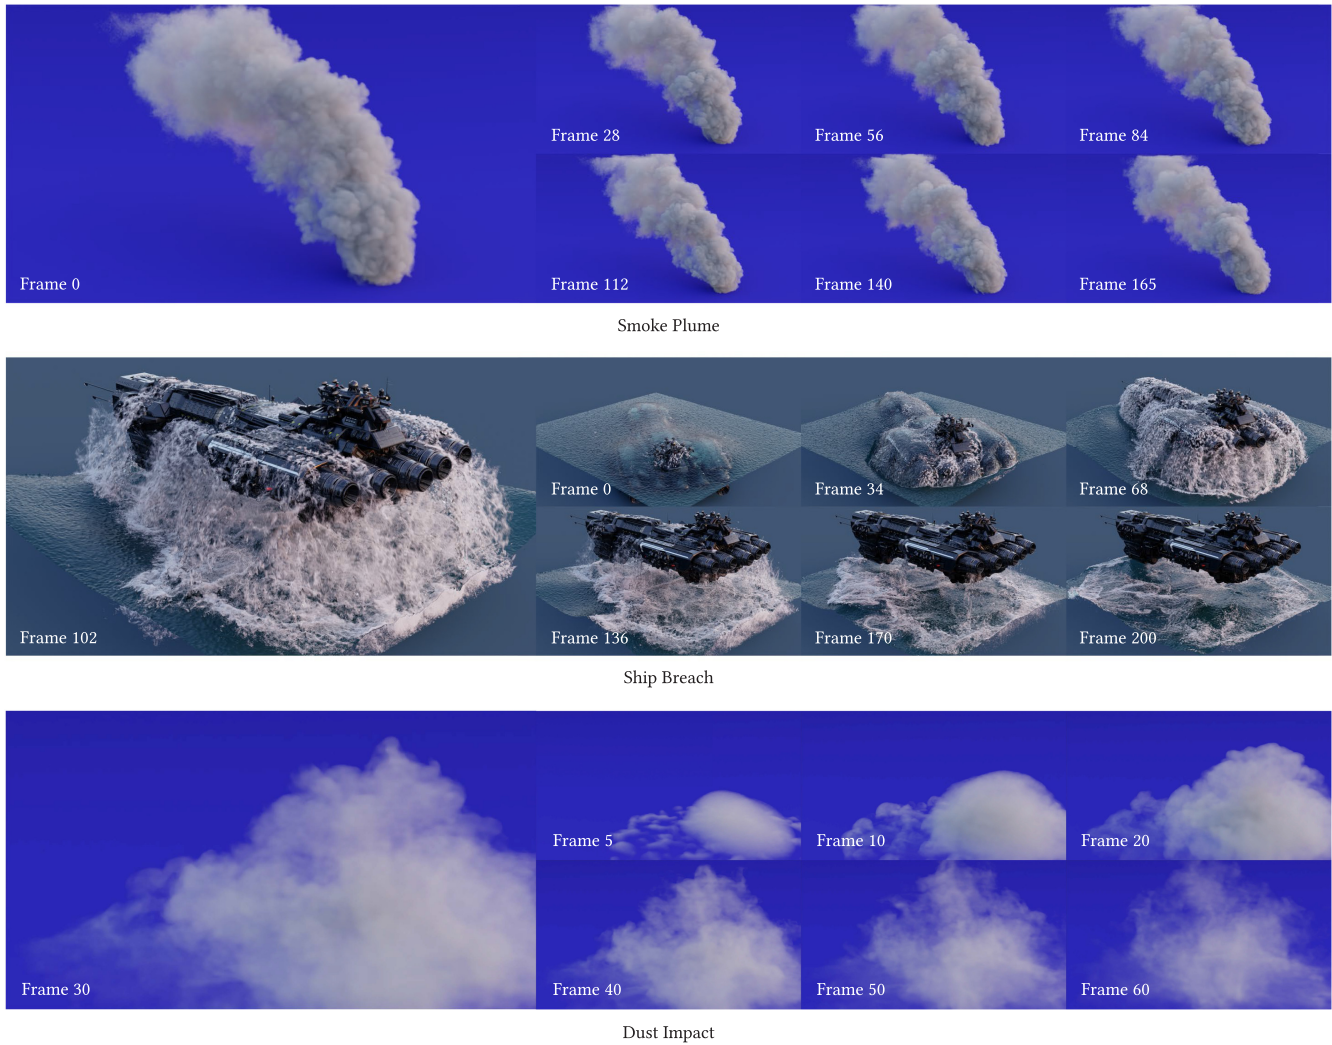 Frame 0
Frame 28
Frame 56
Frame 84
Frame 112
Frame 140
Frame 165
Smoke Plume
Frame 102
Frame 0
Frame 34
Frame 68
Frame 136
Frame 170
Frame 200
Ship Breach
Frame 30
Frame 5
Frame 10
Frame 20
Frame 40
Frame 50
Frame 60
Dust Impact